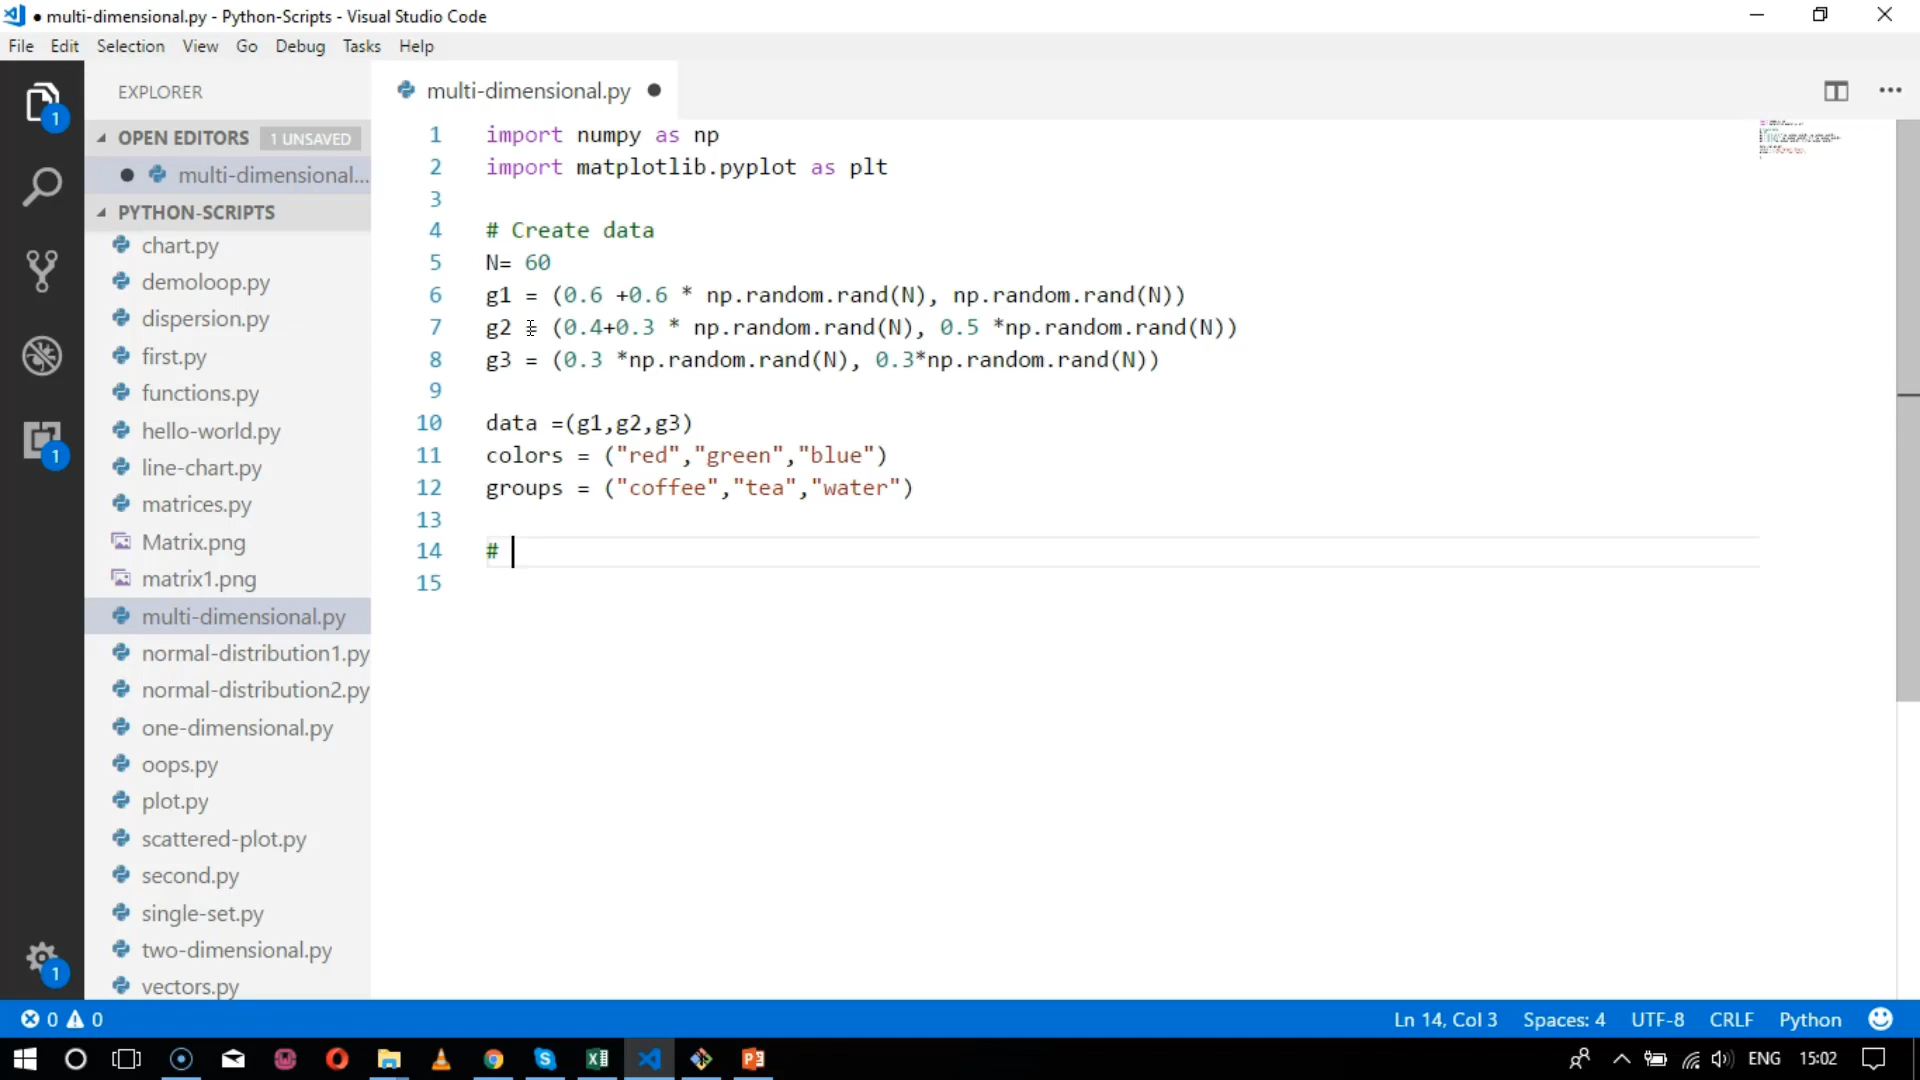 multi-dimensional.py - Python-Scripts - Visual Studio Code
File Edit Selection View Go Debug Tasks Help
EXPLORER
multi-dimensional.py
OPEN EDITORS 1 UNSAVED
multi-dimensional...
PYTHON-SCRIPTS
chart.py
demoloop.py
dispersion.py
first.py
functions.py
hello-world.py
line-chart.py
matrices.py
Matrix.png
matrix1.png
multi-dimensional.py
normal-distribution1.py
normal-distribution2.py
one-dimensional.py
oops.py
plot.py
scattered-plot.py
second.py
single-set.py
two-dimensional.py
vectors.py
1
1
1
1 import numpy as np
2 import matplotlib.pyplot as plt
3
4 # Create data
5 N= 60
6 g1 = (0.6 +0.6 * np.random.rand(N), np.random.rand(N))
7 g2 = (0.4+0.3 * np.random.rand(N), 0.5 *np.random.rand(N))
8 g3 = (0.3 *np.random.rand(N), 0.3*np.random.rand(N))
9
10 data =(g1,g2,g3)
11 colors = ("red","green","blue")
12 groups = ("coffee","tea","water")
13
14 #
15
0 0 Ln 14, Col 3 Spaces: 4 UTF-8 CRLF Python
ENG 15:02